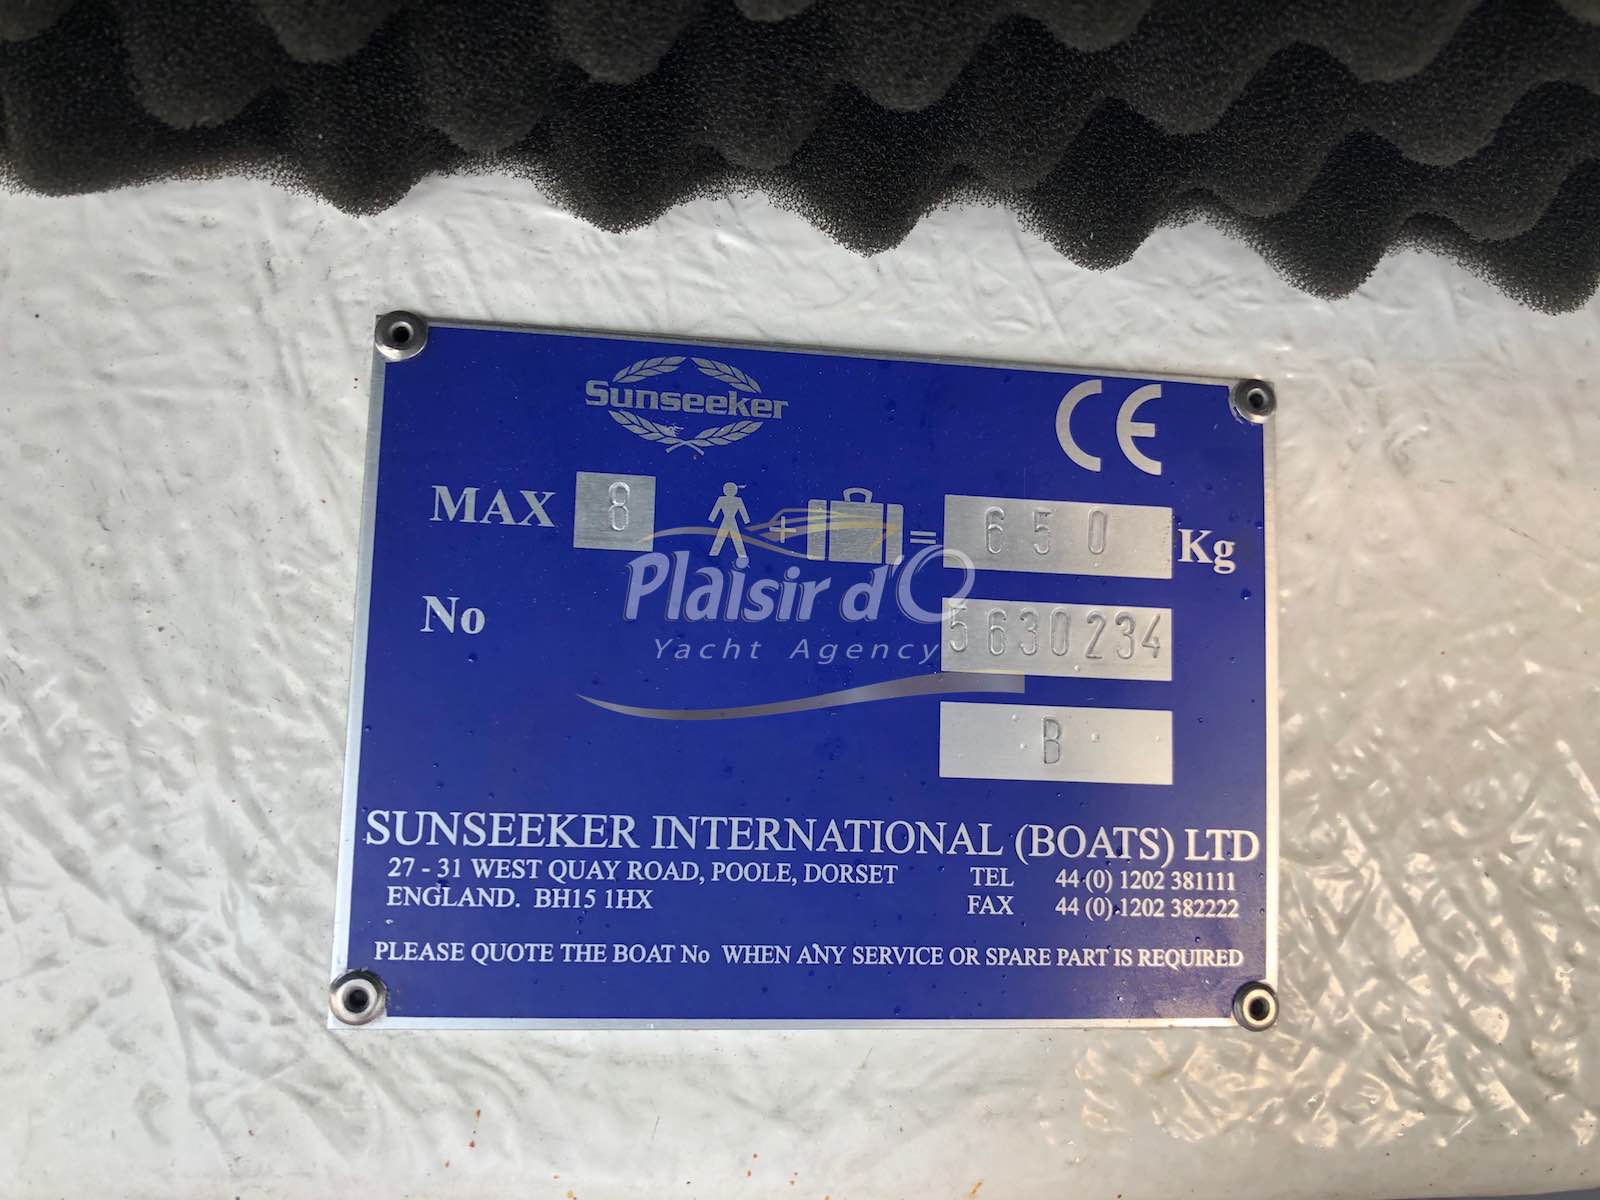 Sunseeker
CE
MAX 8 + = 650 Kg
Plaisir d'O
No 5630234
Yacht Agency
B
SUNSEEKER INTERNATIONAL (BOATS) LTD
27 - 31 WEST QUAY ROAD, POOLE, DORSET TEL 44 (0) 1202 381111
ENGLAND. BH15 1HX FAX 44 (0) 1202 382222
PLEASE QUOTE THE BOAT No WHEN ANY SERVICE OR SPARE PART IS REQUIRED